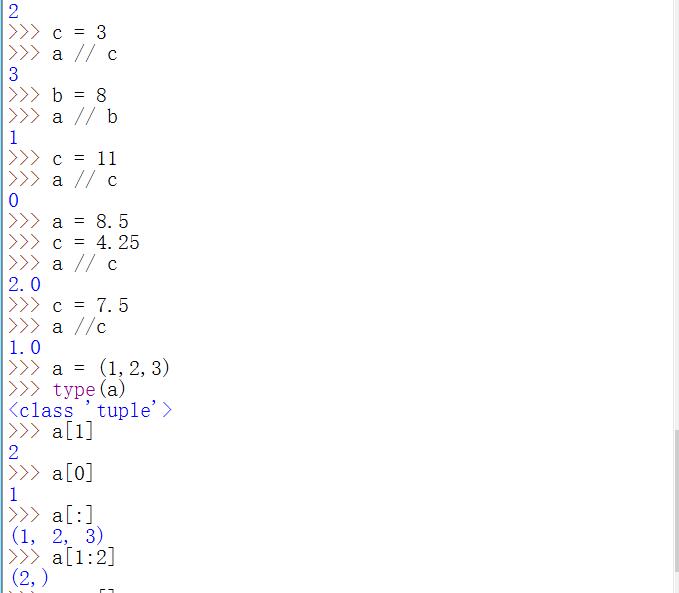 2
>>> c = 3
>>> a // c
3
>>> b = 8
>>> a // b
1
>>> c = 11
>>> a // c
0
>>> a = 8.5
>>> c = 4.25
>>> a // c
2.0
>>> c = 7.5
>>> a //c
1.0
>>> a = (1,2,3)
>>> type(a)
<class 'tuple'>
>>> a[1]
2
>>> a[0]
1
>>> a[:]
(1, 2, 3)
>>> a[1:2]
(2,)